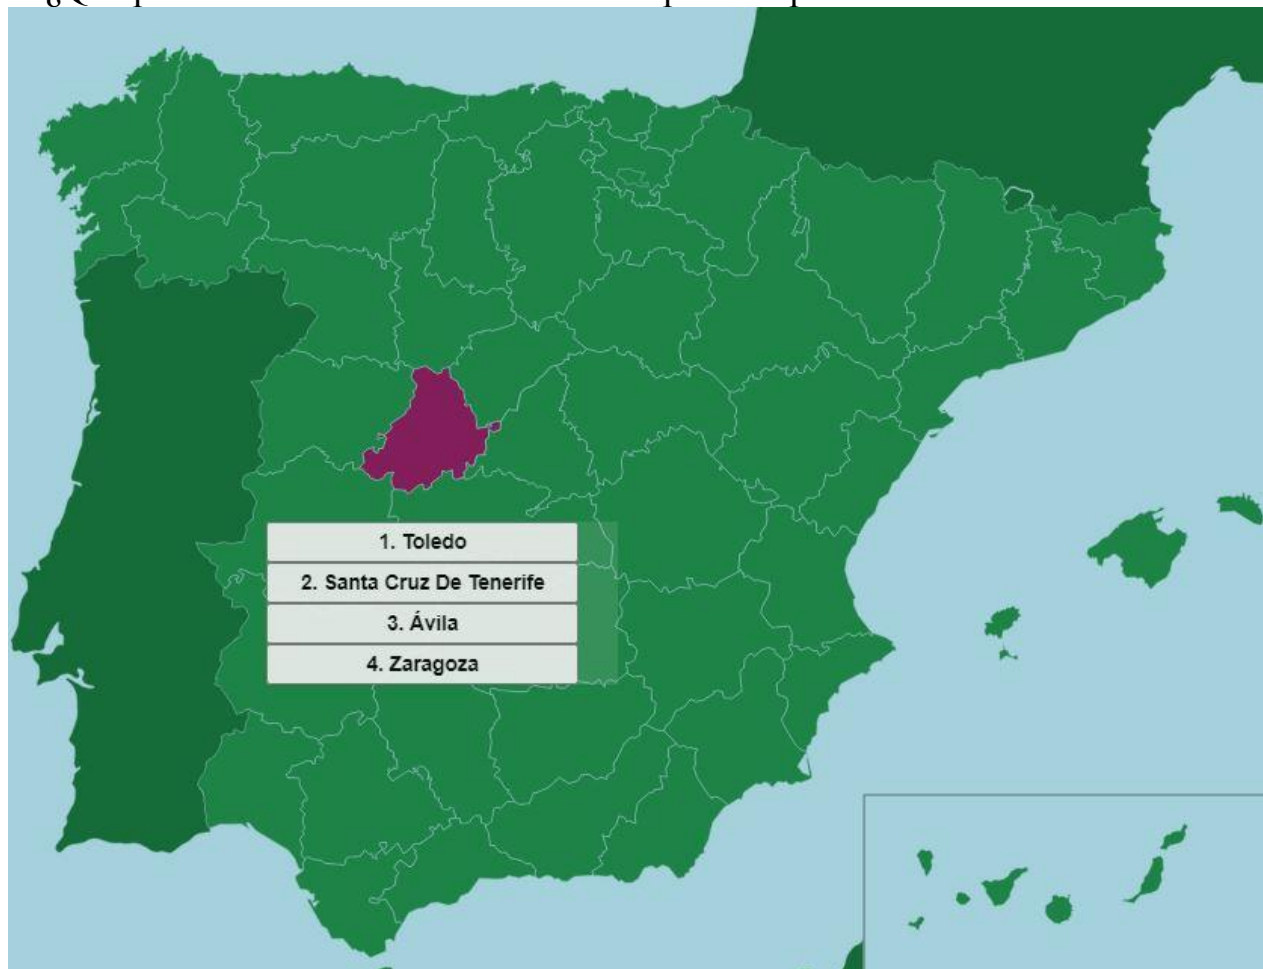 1. Toledo
2. Santa Cruz De Tenerife
3. Ávila
4. Zaragoza